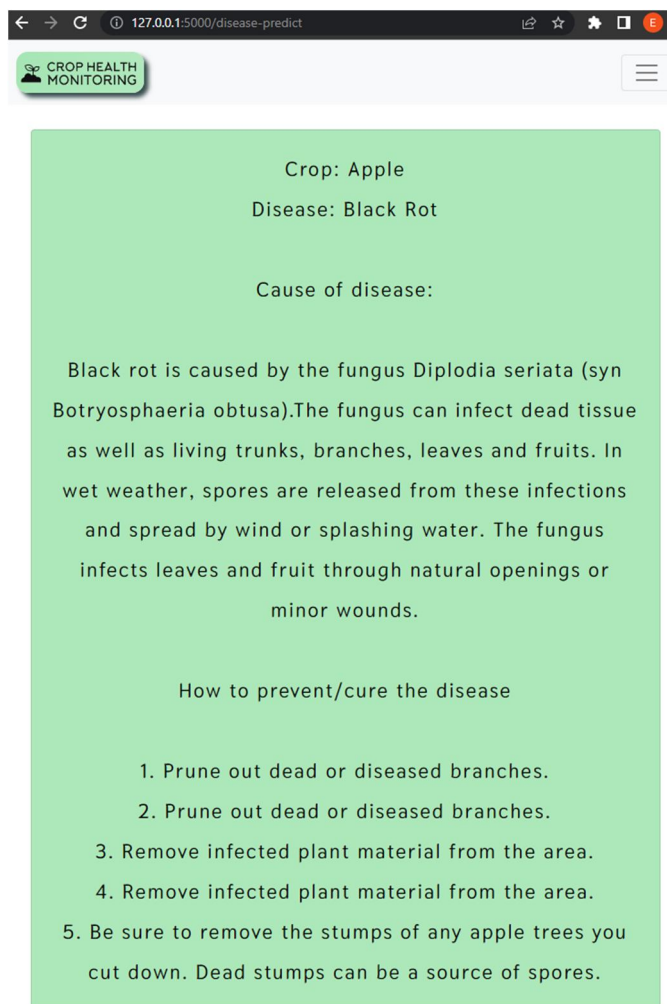 127.0.0.1:5000/disease-predict
E
CROP HEALTH
MONITORING
Crop: Apple
Disease: Black Rot
Cause of disease:
Black rot is caused by the fungus Diplodia seriata (syn
Botryosphaeria obtusa).The fungus can infect dead tissue
as well as living trunks, branches, leaves and fruits. In
wet weather, spores are released from these infections
and spread by wind or splashing water. The fungus
infects leaves and fruit through natural openings or
minor wounds.
How to prevent/cure the disease
1. Prune out dead or diseased branches.
2. Prune out dead or diseased branches.
3. Remove infected plant material from the area.
4. Remove infected plant material from the area.
5. Be sure to remove the stumps of any apple trees you
cut down. Dead stumps can be a source of spores.